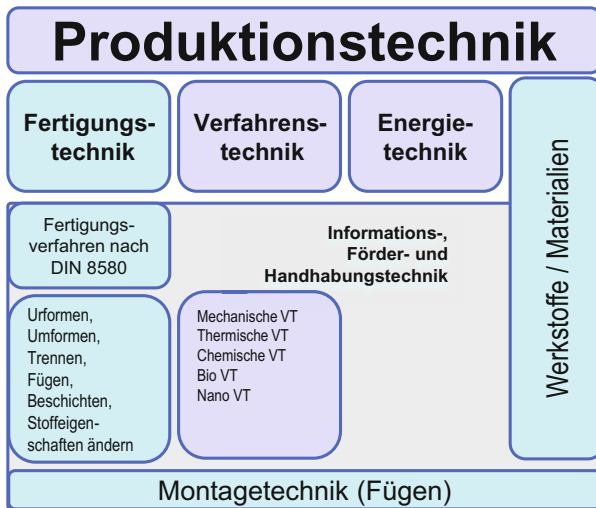 Produktionstechnik
Fertigungs-
technik
Verfahrens-
technik
Energie-
technik
Werkstoffe / Materialien
Fertigungs-
verfahren nach
DIN 8580
Informations-,
Förder- und
Handhabungstechnik
Urformen,
Umformen,
Trennen,
Fügen,
Beschichten,
Stoffeigen-
schaften ändern
Mechanische VT
Thermische VT
Chemische VT
Bio VT
Nano VT
Montagetechnik (Fügen)